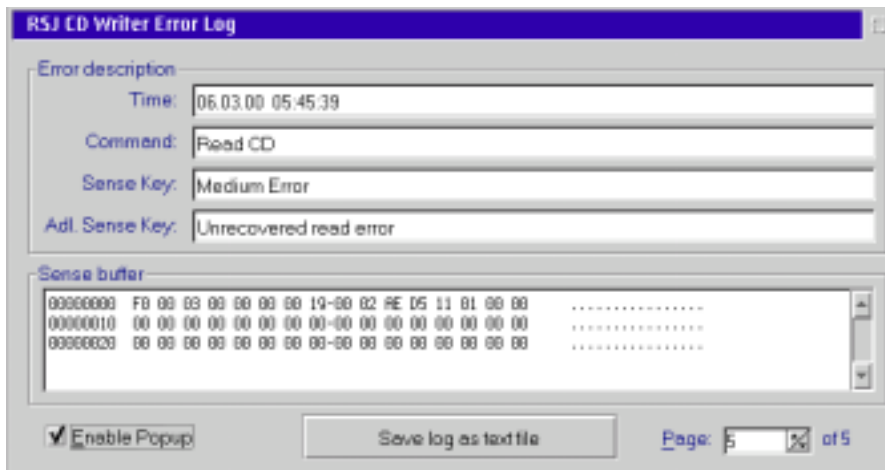 RSJ CD Writer Error Log
Error description
Time: 06.03.00 05:45:39
Command: Read CD
Sense Key: Medium Error
Adl. Sense Key: Unrecovered read error
Sense buffer
00000000 F0 00 03 00 00 00 00 19-00 02 AE D5 11 01 00 00 ................
00000010 00 00 00 00 00 00 00 00-00 00 00 00 00 00 00 00 ................
00000020 00 00 00 00 00 00 00 00-00 00 00 00 00 00 00 00 ................
Enable Popup Save log as text file Page: 5 of 5